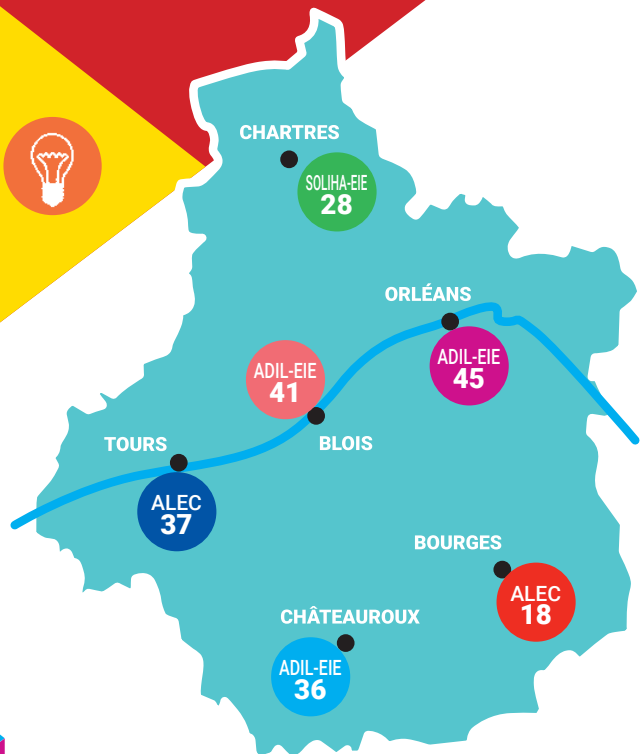 CHARTRES
SOLIHA-EIE
28
ORLÉANS
ADIL-EIE
45
ADIL-EIE
41
BLOIS
TOURS
ALEC
37
BOURGES
ALEC
18
CHÂTEAUROUX
ADIL-EIE
36